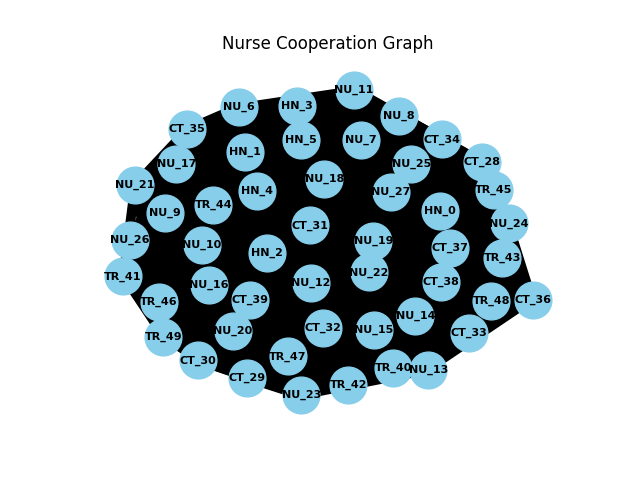 Nurse Cooperation Graph
NU_11
NU_6
HN_3
NU_8
CT_35
HN_5
NU_7
CT_34
HN_1
NU_17
NU_25
CT_28
NU_18
NU_21
HN_4
NU_27
TR_45
TR_44
NU_9
HN_0
NU_24
CT_31
NU_26
NU_10
NU_19
CT_37
HN_2
TR_43
TR_41
NU_22
NU_16
NU_12
CT_38
TR_46
CT_39
TR_48
CT_36
NU_14
CT_32
NU_20
NU_15
CT_33
TR_49
TR_47
CT_30
TR_40
NU_13
CT_29
TR_42
NU_23